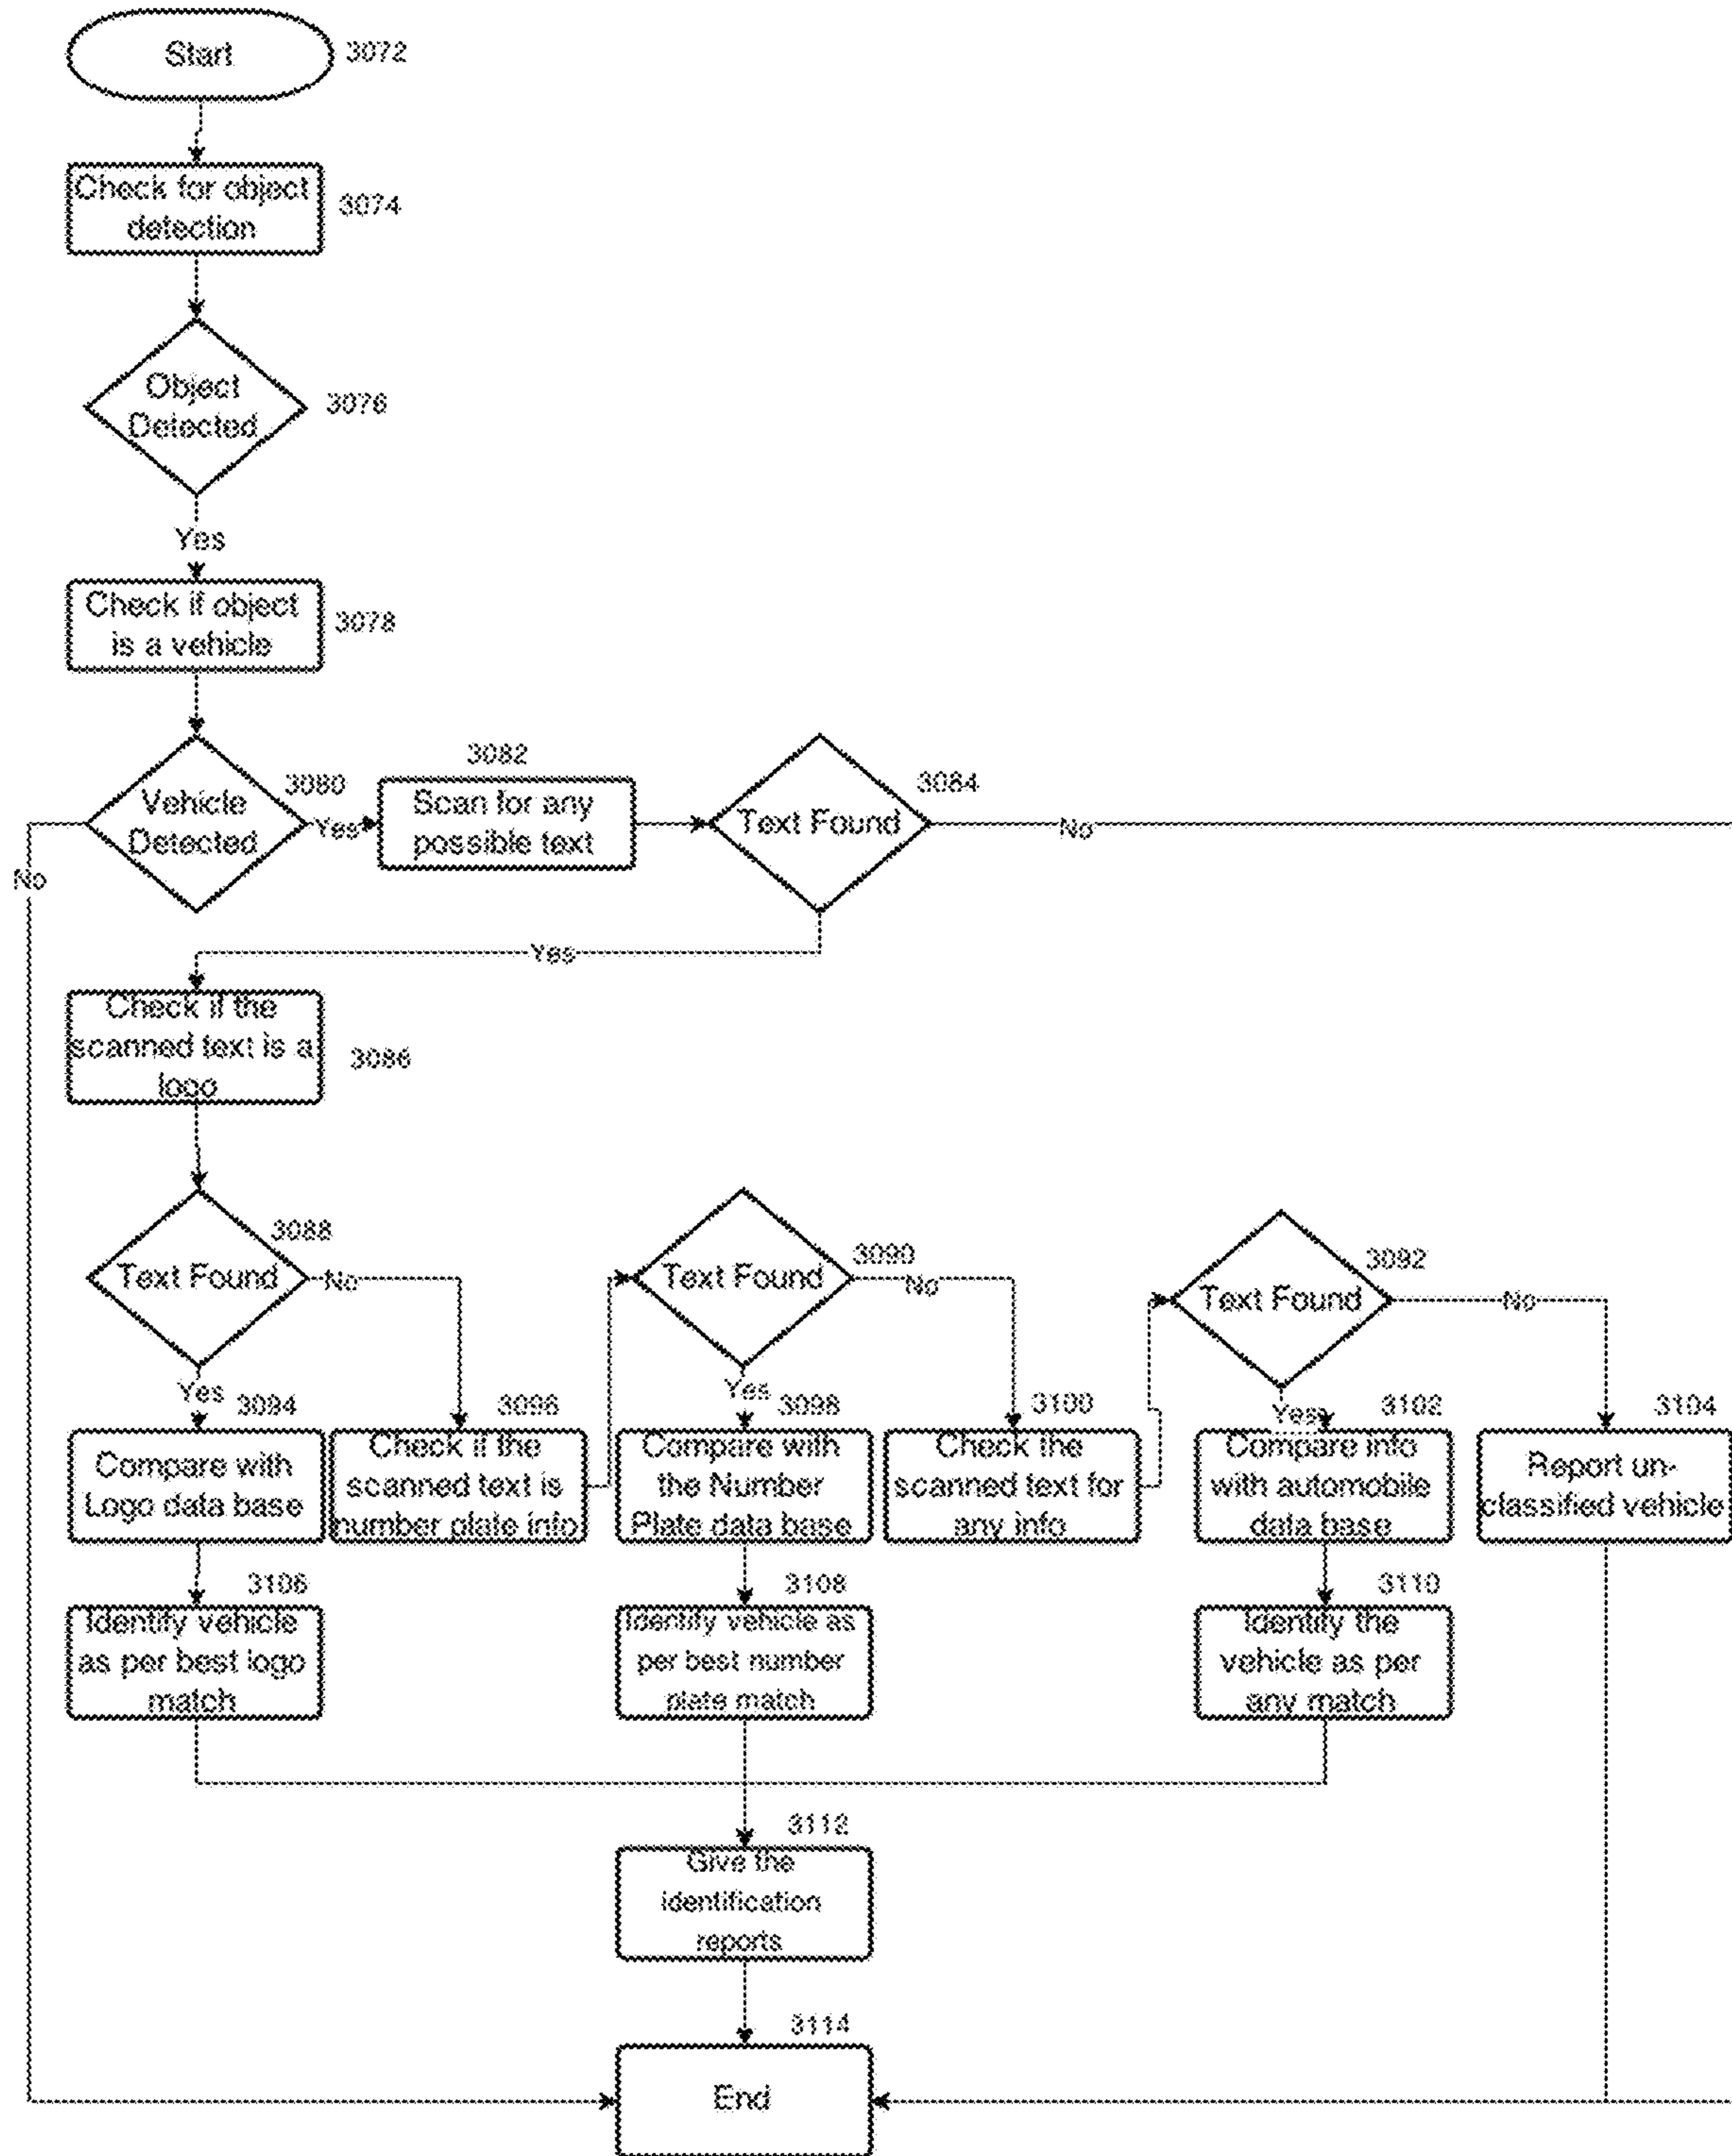 Start
3072
Check for object
detection
3074
Object
Detected
3076
Yes
Check if object
is a vehicle
3078
Vehicle
Detected
3080
Yes
No
3082
Scan for any
possible text
Text Found
3084
No
Yes
Check if the
scanned text is a
logo
3086
Text Found
3088
No
Yes
Text Found
3090
No
Yes
Text Found
3092
No
Yes
3094
Compare with
Logo data base
3096
Check if the
scanned text is
number plate info
3098
Compare with
the Number
Plate data base
3100
Check the
scanned text for
any info
3102
Compare info
with automobile
data base
3104
Report un-
classified vehicle
3106
Identify vehicle
as per best logo
match
3108
Identify vehicle as
per best number
plate match
3110
Identify the
vehicle as per
any match
3112
Give the
identification
reports
3114
End